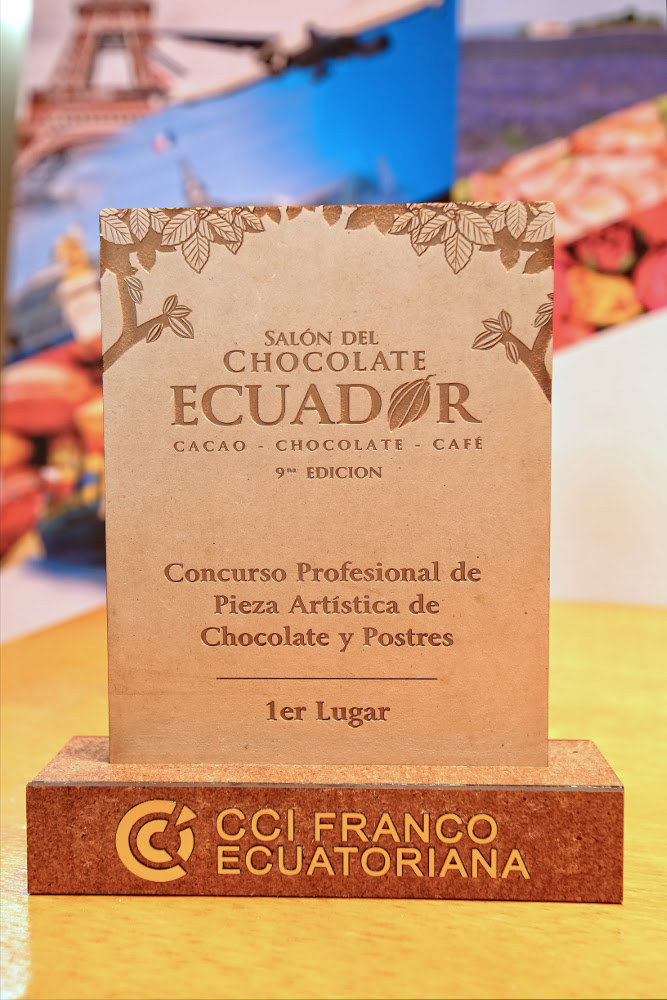 SALÓN DEL
CHOCOLATE
ECUADOR
CACAO - CHOCOLATE - CAFÉ
9na EDICION
Concurso Profesional de
Pieza Artística de
Chocolate y Postres
1er Lugar
CCI FRANCO
ECUATORIANA